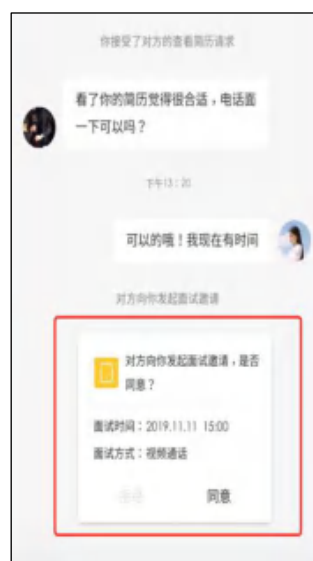 你接受了对方的查看简历请求
看了你的简历觉得很合适，电话面
一下可以吗？
下午13：20
可以的哦！我现在有时间
对方向你发起面试邀请
对方向你发起面试邀请，是否
同意？
面试时间：2019.11.11 15:00
面试方式：视频通话
同意